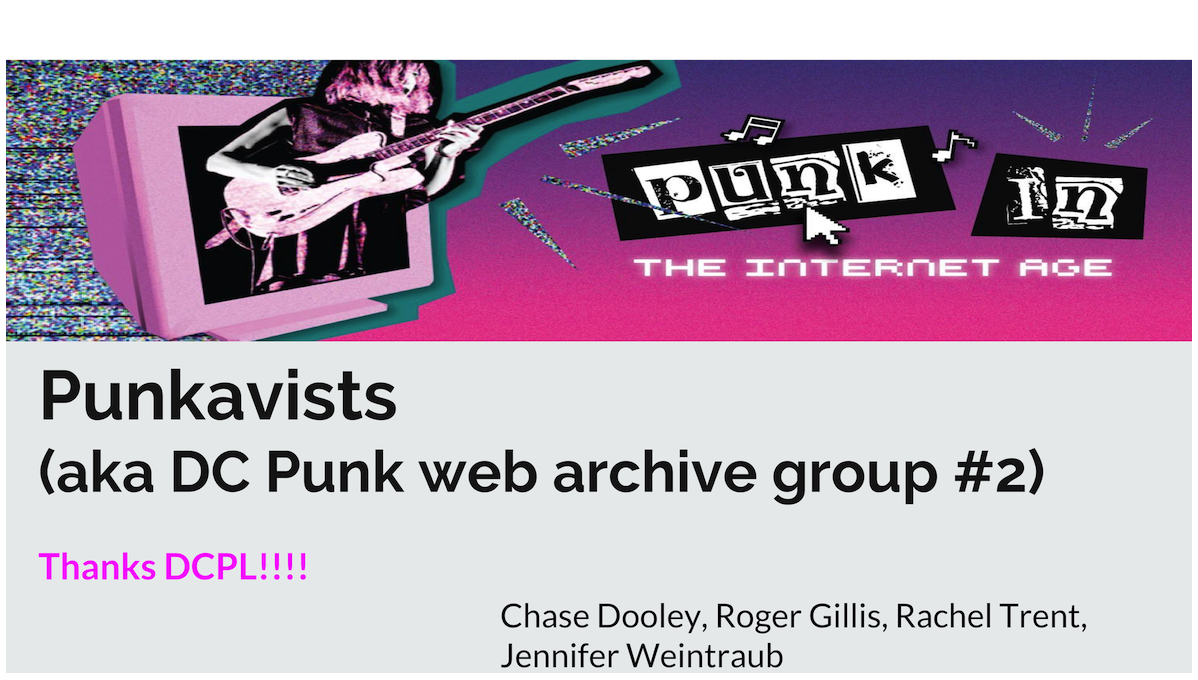 punk in
THE INTERNET AGE
Punkavists
(aka DC Punk web archive group #2)
Thanks DCPL!!!!
Chase Dooley, Roger Gillis, Rachel Trent,
Jennifer Weintraub